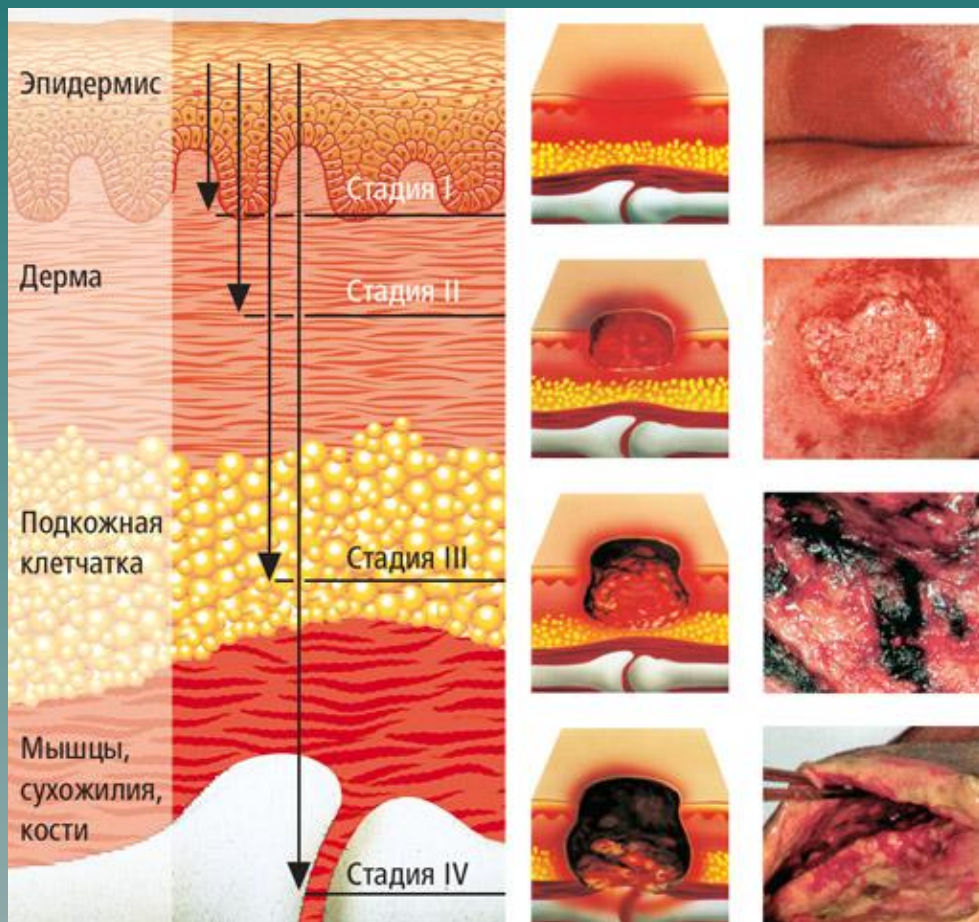 Эпидермис
Стадия I
Дерма
Стадия II
Подкожная
клетчатка
Стадия III
Мышцы,
сухожилия,
кости
Стадия IV